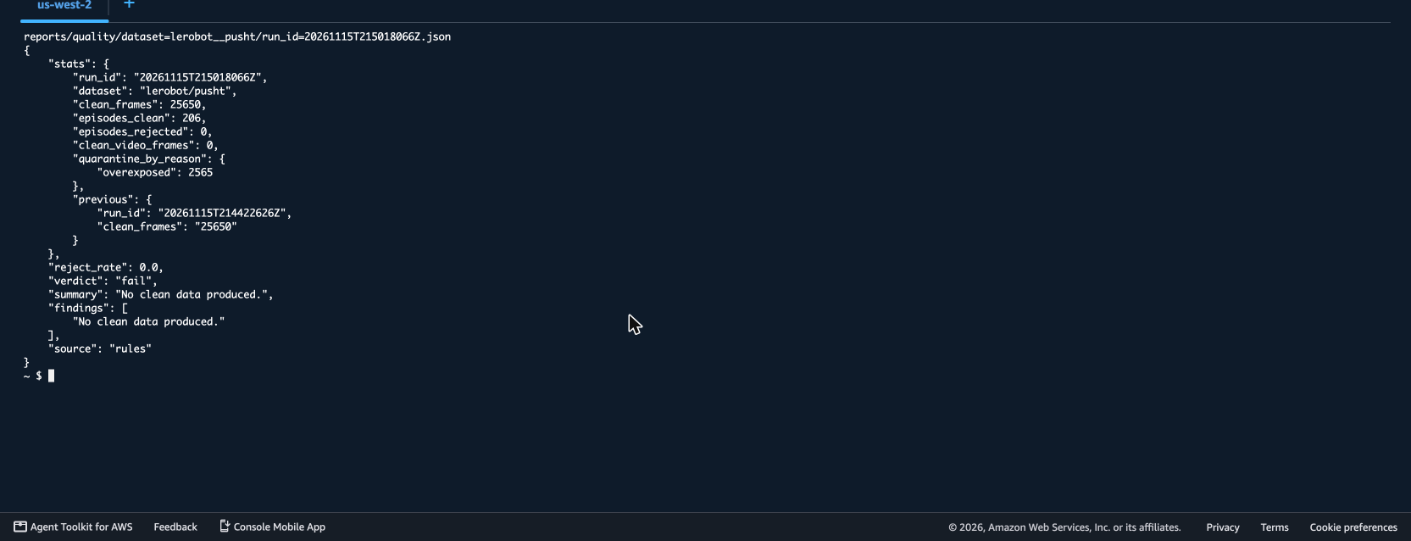 us-west-2 +
reports/quality/dataset=lerobot__pusht/run_id=20261115T215018066Z.json
{
    "stats": {
        "run_id": "20261115T215018066Z",
        "dataset": "lerobot/pusht",
        "clean_frames": 25650,
        "episodes_clean": 206,
        "episodes_rejected": 0,
        "clean_video_frames": 0,
        "quarantine_by_reason": {
            "overexposed": 2565
        },
        "previous": {
            "run_id": "20261115T214422626Z",
            "clean_frames": "25650"
        }
    },
    "reject_rate": 0.0,
    "verdict": "fail",
    "summary": "No clean data produced.",
    "findings": [
        "No clean data produced."
    ],
    "source": "rules"
}
~ $
Agent Toolkit for AWS Feedback Console Mobile App © 2026, Amazon Web Services, Inc. or its affiliates. Privacy Terms Cookie preferences